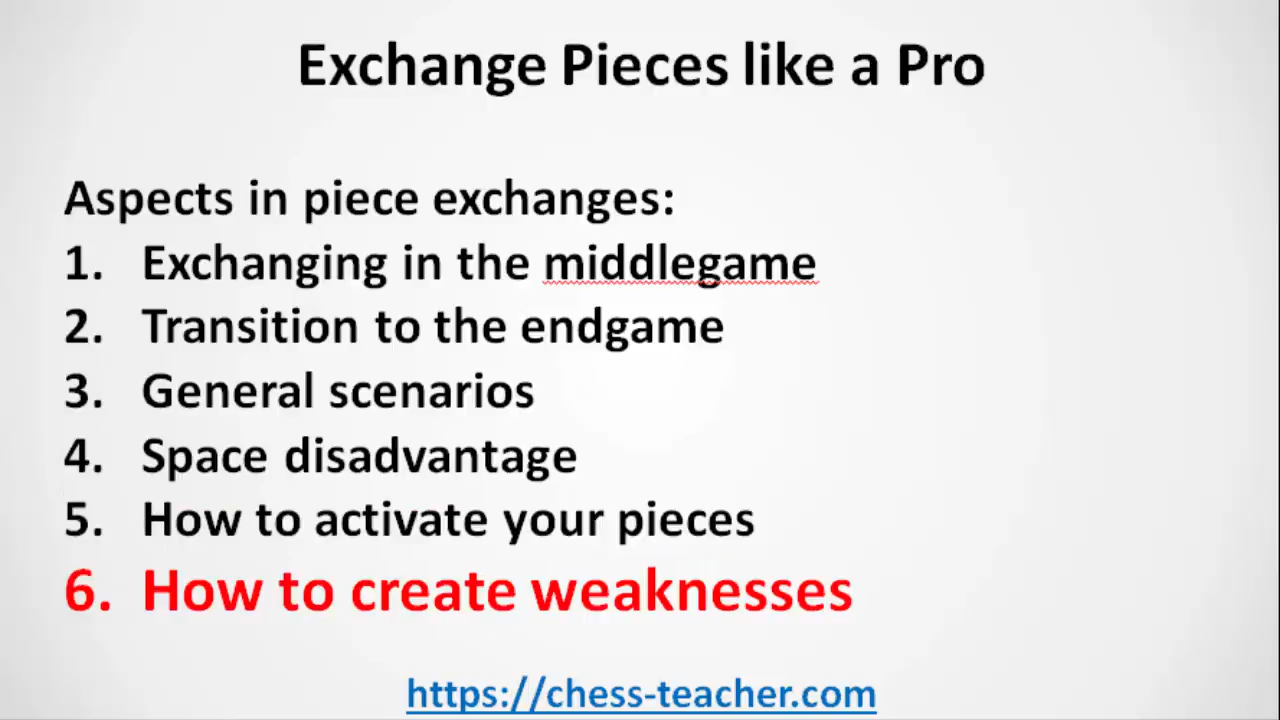 Exchange Pieces like a Pro
Aspects in piece exchanges:
1. Exchanging in the middlegame
2. Transition to the endgame
3. General scenarios
4. Space disadvantage
5. How to activate your pieces
6. How to create weaknesses
https://chess-teacher.com